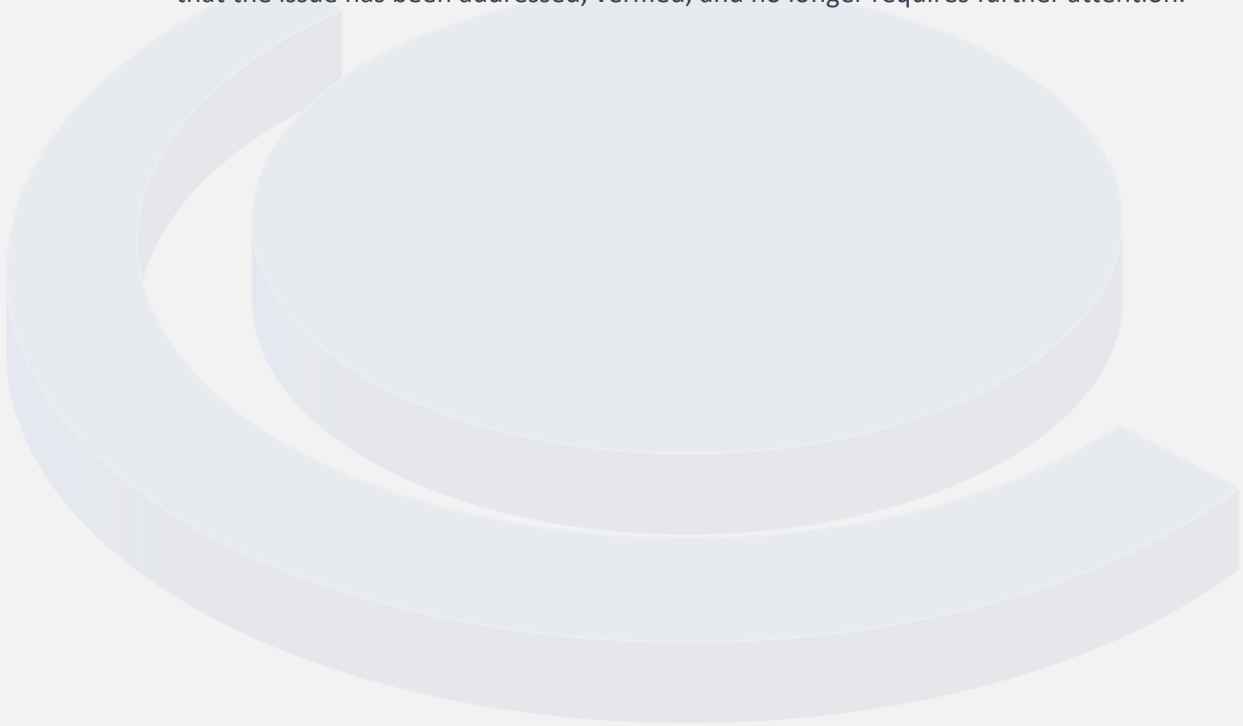 that the issue has been addressed, verified, and no longer requires further attention.